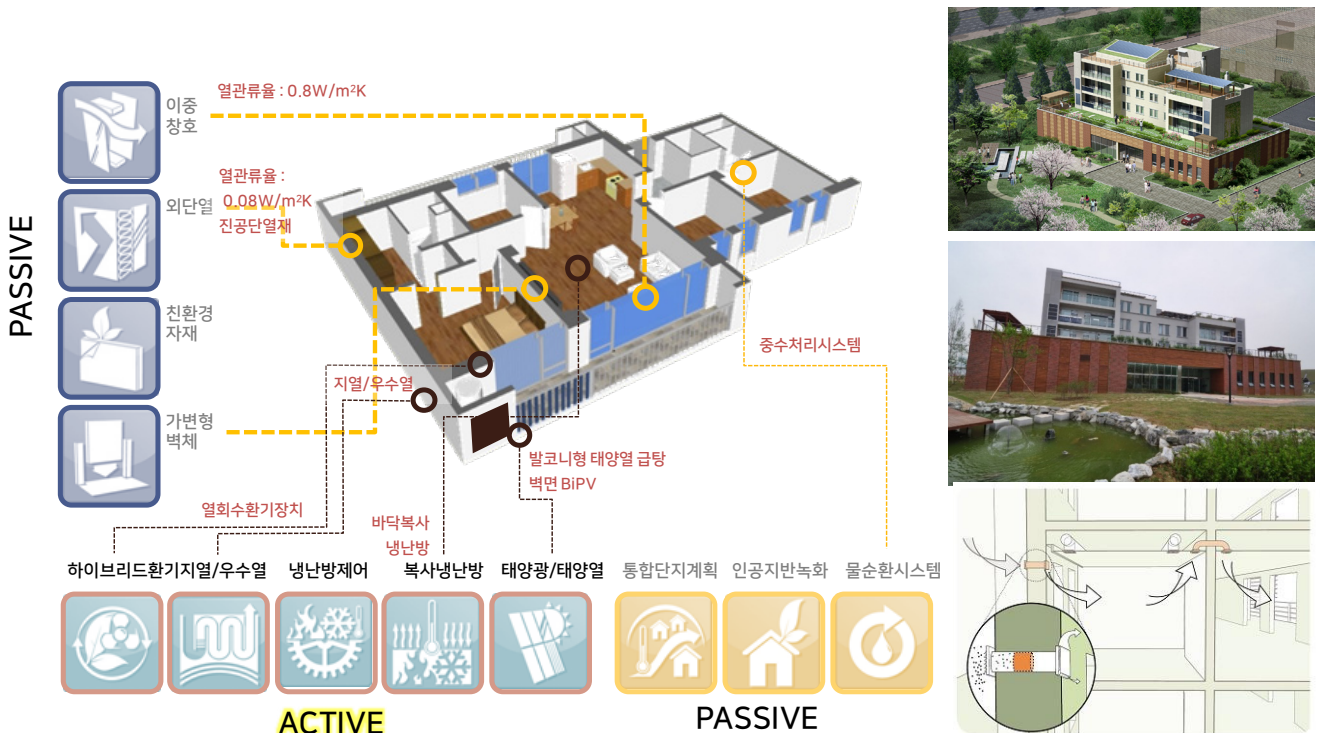 PASSIVE
이중
창호
열관류율 : 0.8W/m²K
외단열
열관류율 :
0.08W/m²K
진공단열재
친환경
자재
가변형
벽체
지열/우수열
중수처리시스템
발코니형 태양열 급탕
벽면 BiPV
열회수환기장치
바닥복사
냉난방
하이브리드환기
지열/우수열
냉난방제어
복사냉난방
태양광/태양열
통합단지계획
인공지반녹화
물순환시스템
ACTIVE
PASSIVE